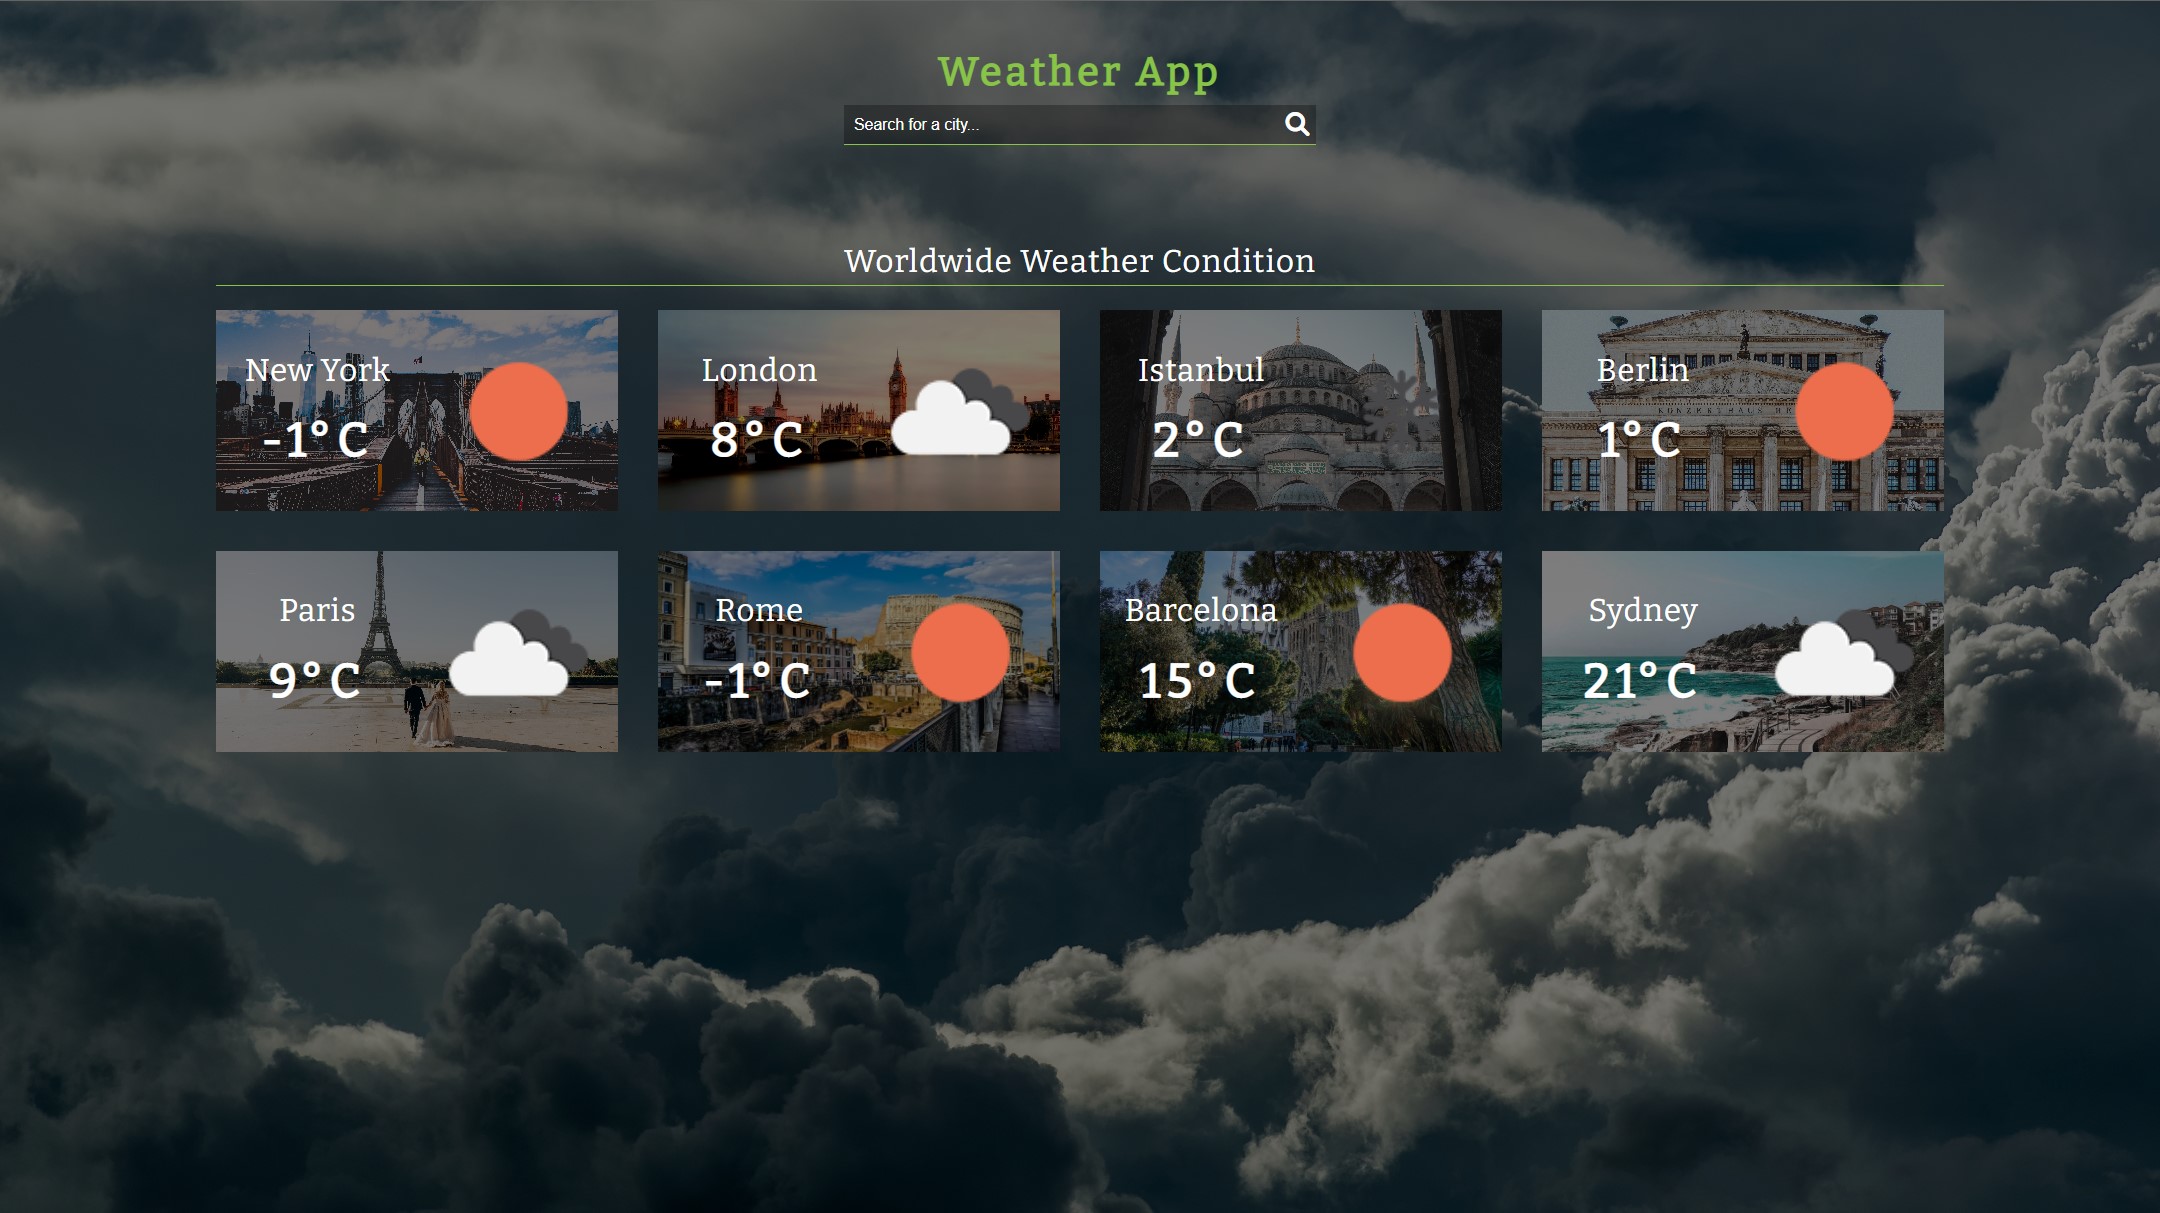 Weather App
Search for a city...
Worldwide Weather Condition
New York
-1° C
London
8° C
Istanbul
2° C
Berlin
1° C
Paris
9° C
Rome
-1° C
Barcelona
15° C
Sydney
21° C